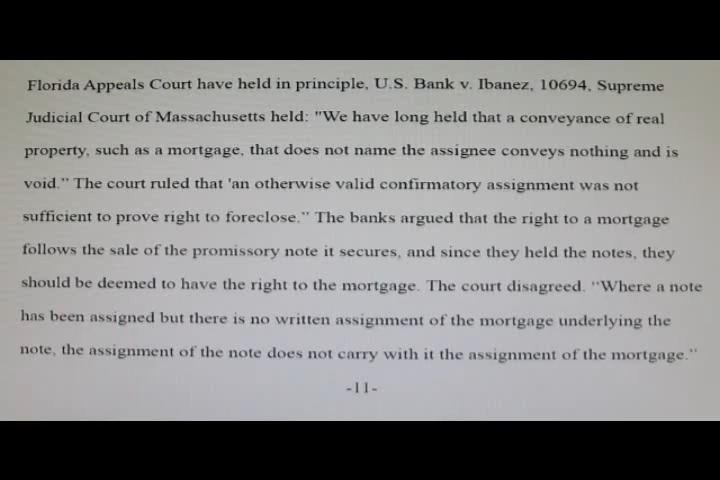 Florida Appeals Court have held in principle, U.S. Bank v. Ibanez, 10694, Supreme
Judicial Court of Massachusetts held: "We have long held that a conveyance of real
property, such as a mortgage, that does not name the assignee conveys nothing and is
void." The court ruled that 'an otherwise valid confirmatory assignment was not
sufficient to prove right to foreclose." The banks argued that the right to a mortgage
follows the sale of the promissory note it secures, and since they held the notes, they
should be deemed to have the right to the mortgage. The court disagreed. "Where a note
has been assigned but there is no written assignment of the mortgage underlying the
note, the assignment of the note does not carry with it the assignment of the mortgage."
-11-